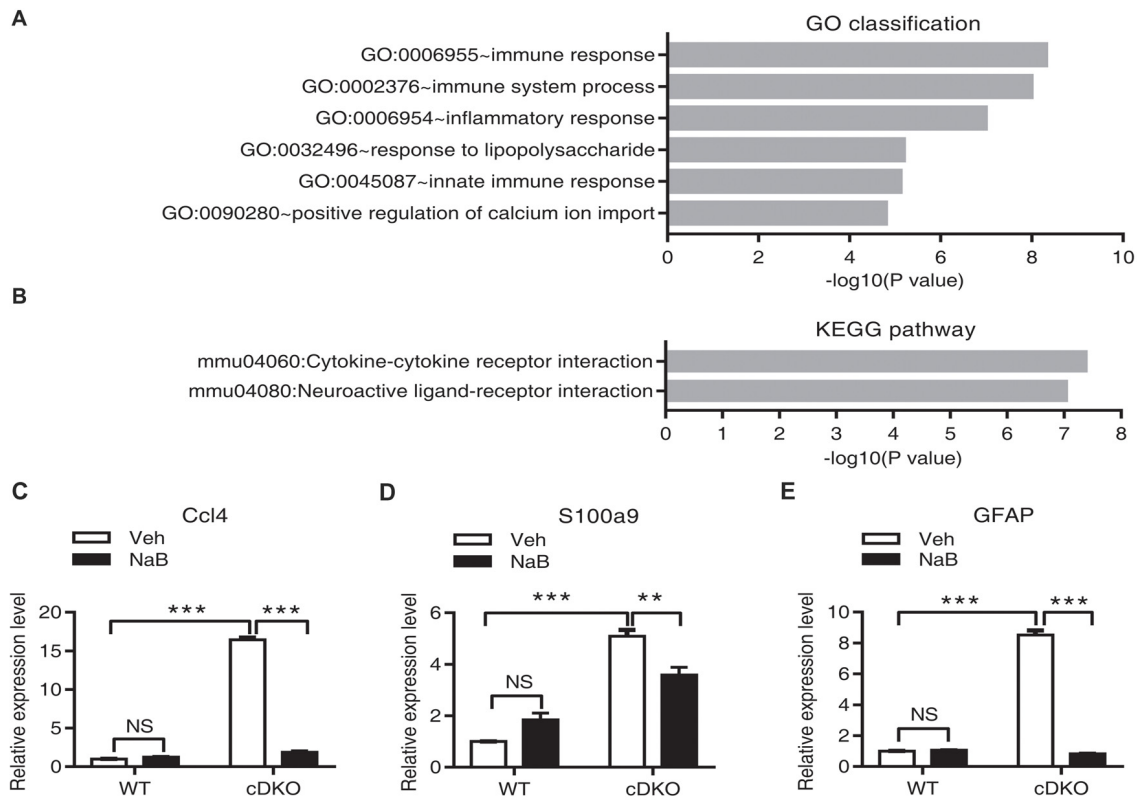 A
GO classification
GO:0006955~immune response
GO:0002376~immune system process
GO:0006954~inflammatory response
GO:0032496~response to lipopolysaccharide
GO:0045087~innate immune response
GO:0090280~positive regulation of calcium ion import
0 2 4 6 8 10
-log10(P value)
B
KEGG pathway
mmu04060:Cytokine-cytokine receptor interaction
mmu04080:Neuroactive ligand-receptor interaction
0 1 2 3 4 5 6 7 8
-log10(P value)
C
Ccl4
Veh
NaB
Relative expression level
20
15
10
5
0
NS
*** ***
WT cDKO
D
S100a9
Veh
NaB
Relative expression level
6
4
2
0
NS
*** **
WT cDKO
E
GFAP
Veh
NaB
Relative expression level
10
8
6
4
2
0
NS
*** ***
WT cDKO